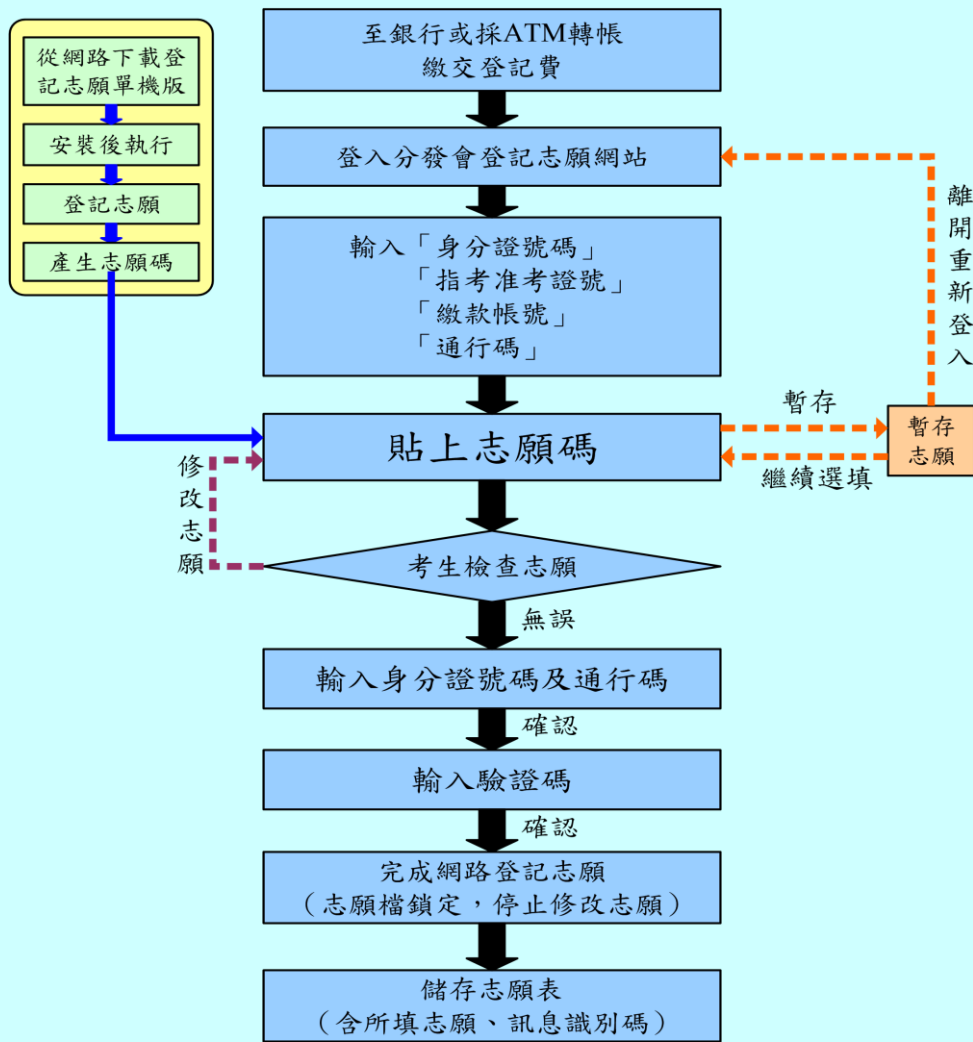 從網路下載登
記志願單機版
安裝後執行
登記志願
產生志願碼
至銀行或採ATM轉帳
繳交登記費
登入分發會登記志願網站
輸入「身分證號碼」
「指考准考證號」
「繳款帳號」
「通行碼」
離開重新登入
貼上志願碼
暫存
繼續選填
暫存
志願
修改志願
考生檢查志願
無誤
輸入身分證號碼及通行碼
確認
輸入驗證碼
確認
完成網路登記志願
（志願檔鎖定，停止修改志願）
儲存志願表
（含所填志願、訊息識別碼）